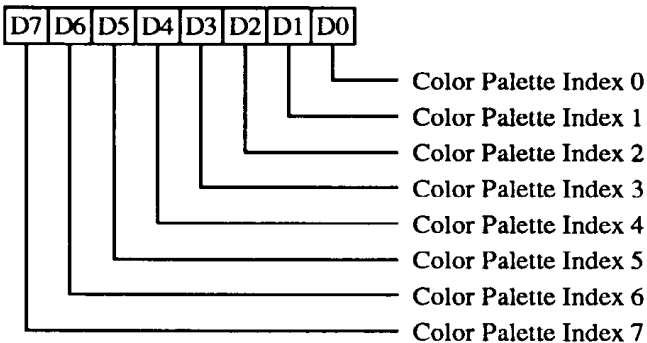 D7 D6 D5 D4 D3 D2 D1 D0
Color Palette Index 0
Color Palette Index 1
Color Palette Index 2
Color Palette Index 3
Color Palette Index 4
Color Palette Index 5
Color Palette Index 6
Color Palette Index 7